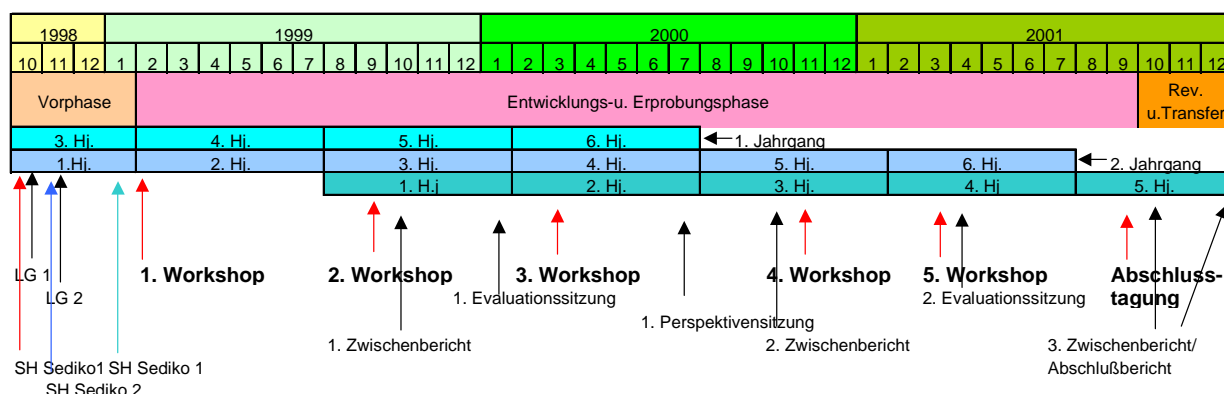 1998 1999 2000 2001
10 11 12 1 2 3 4 5 6 7 8 9 10 11 12 1 2 3 4 5 6 7 8 9 10 11 12 1 2 3 4 5 6 7 8 9 10 11 12
Vorphase Entwicklungs-u. Erprobungsphase Rev.
u.Transfer
3. Hj. 4. Hj. 5. Hj. 6. Hj. 1. Jahrgang
1.Hj. 2. Hj. 3. Hj. 4. Hj. 5. Hj. 6. Hj. 2. Jahrgang
1. H.j 2. Hj. 3. Hj. 4. Hj 5. Hj.
LG 1 1. Workshop 2. Workshop 3. Workshop 4. Workshop 5. Workshop Abschluss-
tagung
LG 2 1. Evaluationssitzung 2. Evaluationssitzung
1. Perspektivensitzung
1. Zwischenbericht 2. Zwischenbericht 3. Zwischenbericht/
Abschlußbericht
SH Sediko1 SH Sediko 1
SH Sediko 2